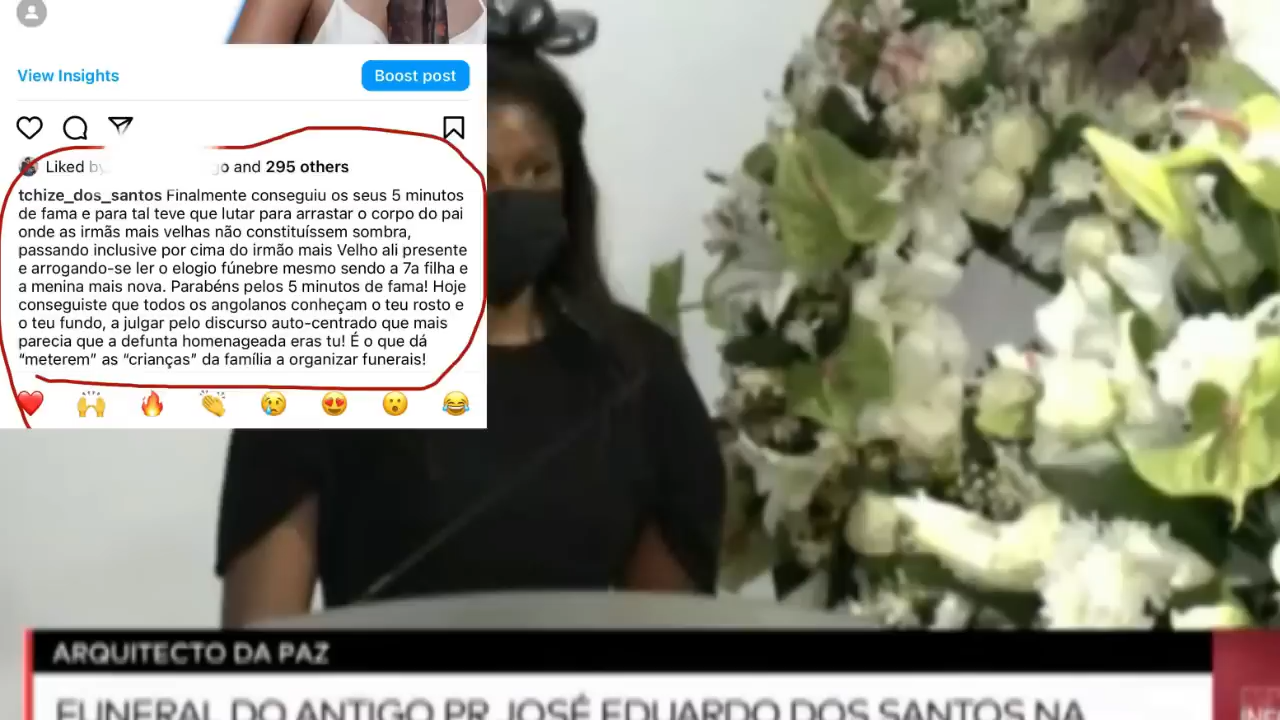 View Insights
Boost post
Liked by
o and 295 others
tchize_dos_santos Finalmente conseguiu os seus 5 minutos
de fama e para tal teve que lutar para arrastar o corpo do pai
onde as irmãs mais velhas não constituíssem sombra,
passando inclusive por cima do irmão mais Velho ali presente
e arrogando-se ler o elogio fúnebre mesmo sendo a 7a filha e
a menina mais nova. Parabéns pelos 5 minutos de fama! Hoje
conseguiste que todos os angolanos conheçam o teu rosto e
o teu fundo, a julgar pelo discurso auto-centrado que mais
parecia que a defunta homenageada eras tu! É o que dá
“meterem” as “crianças” da família a organizar funerais!
ARQUITECTO DA PAZ
FUNERAL DO ANTIGO PR JOSÉ EDUARDO DOS SANTOS NA